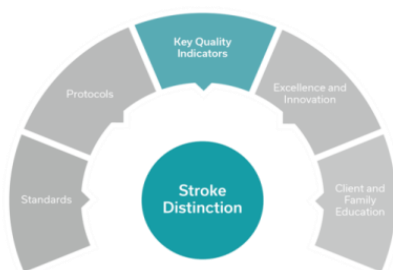 Standards
Protocols
Key Quality
Indicators
Excellence and
Innovation
Client and
Family
Education
Stroke
Distinction